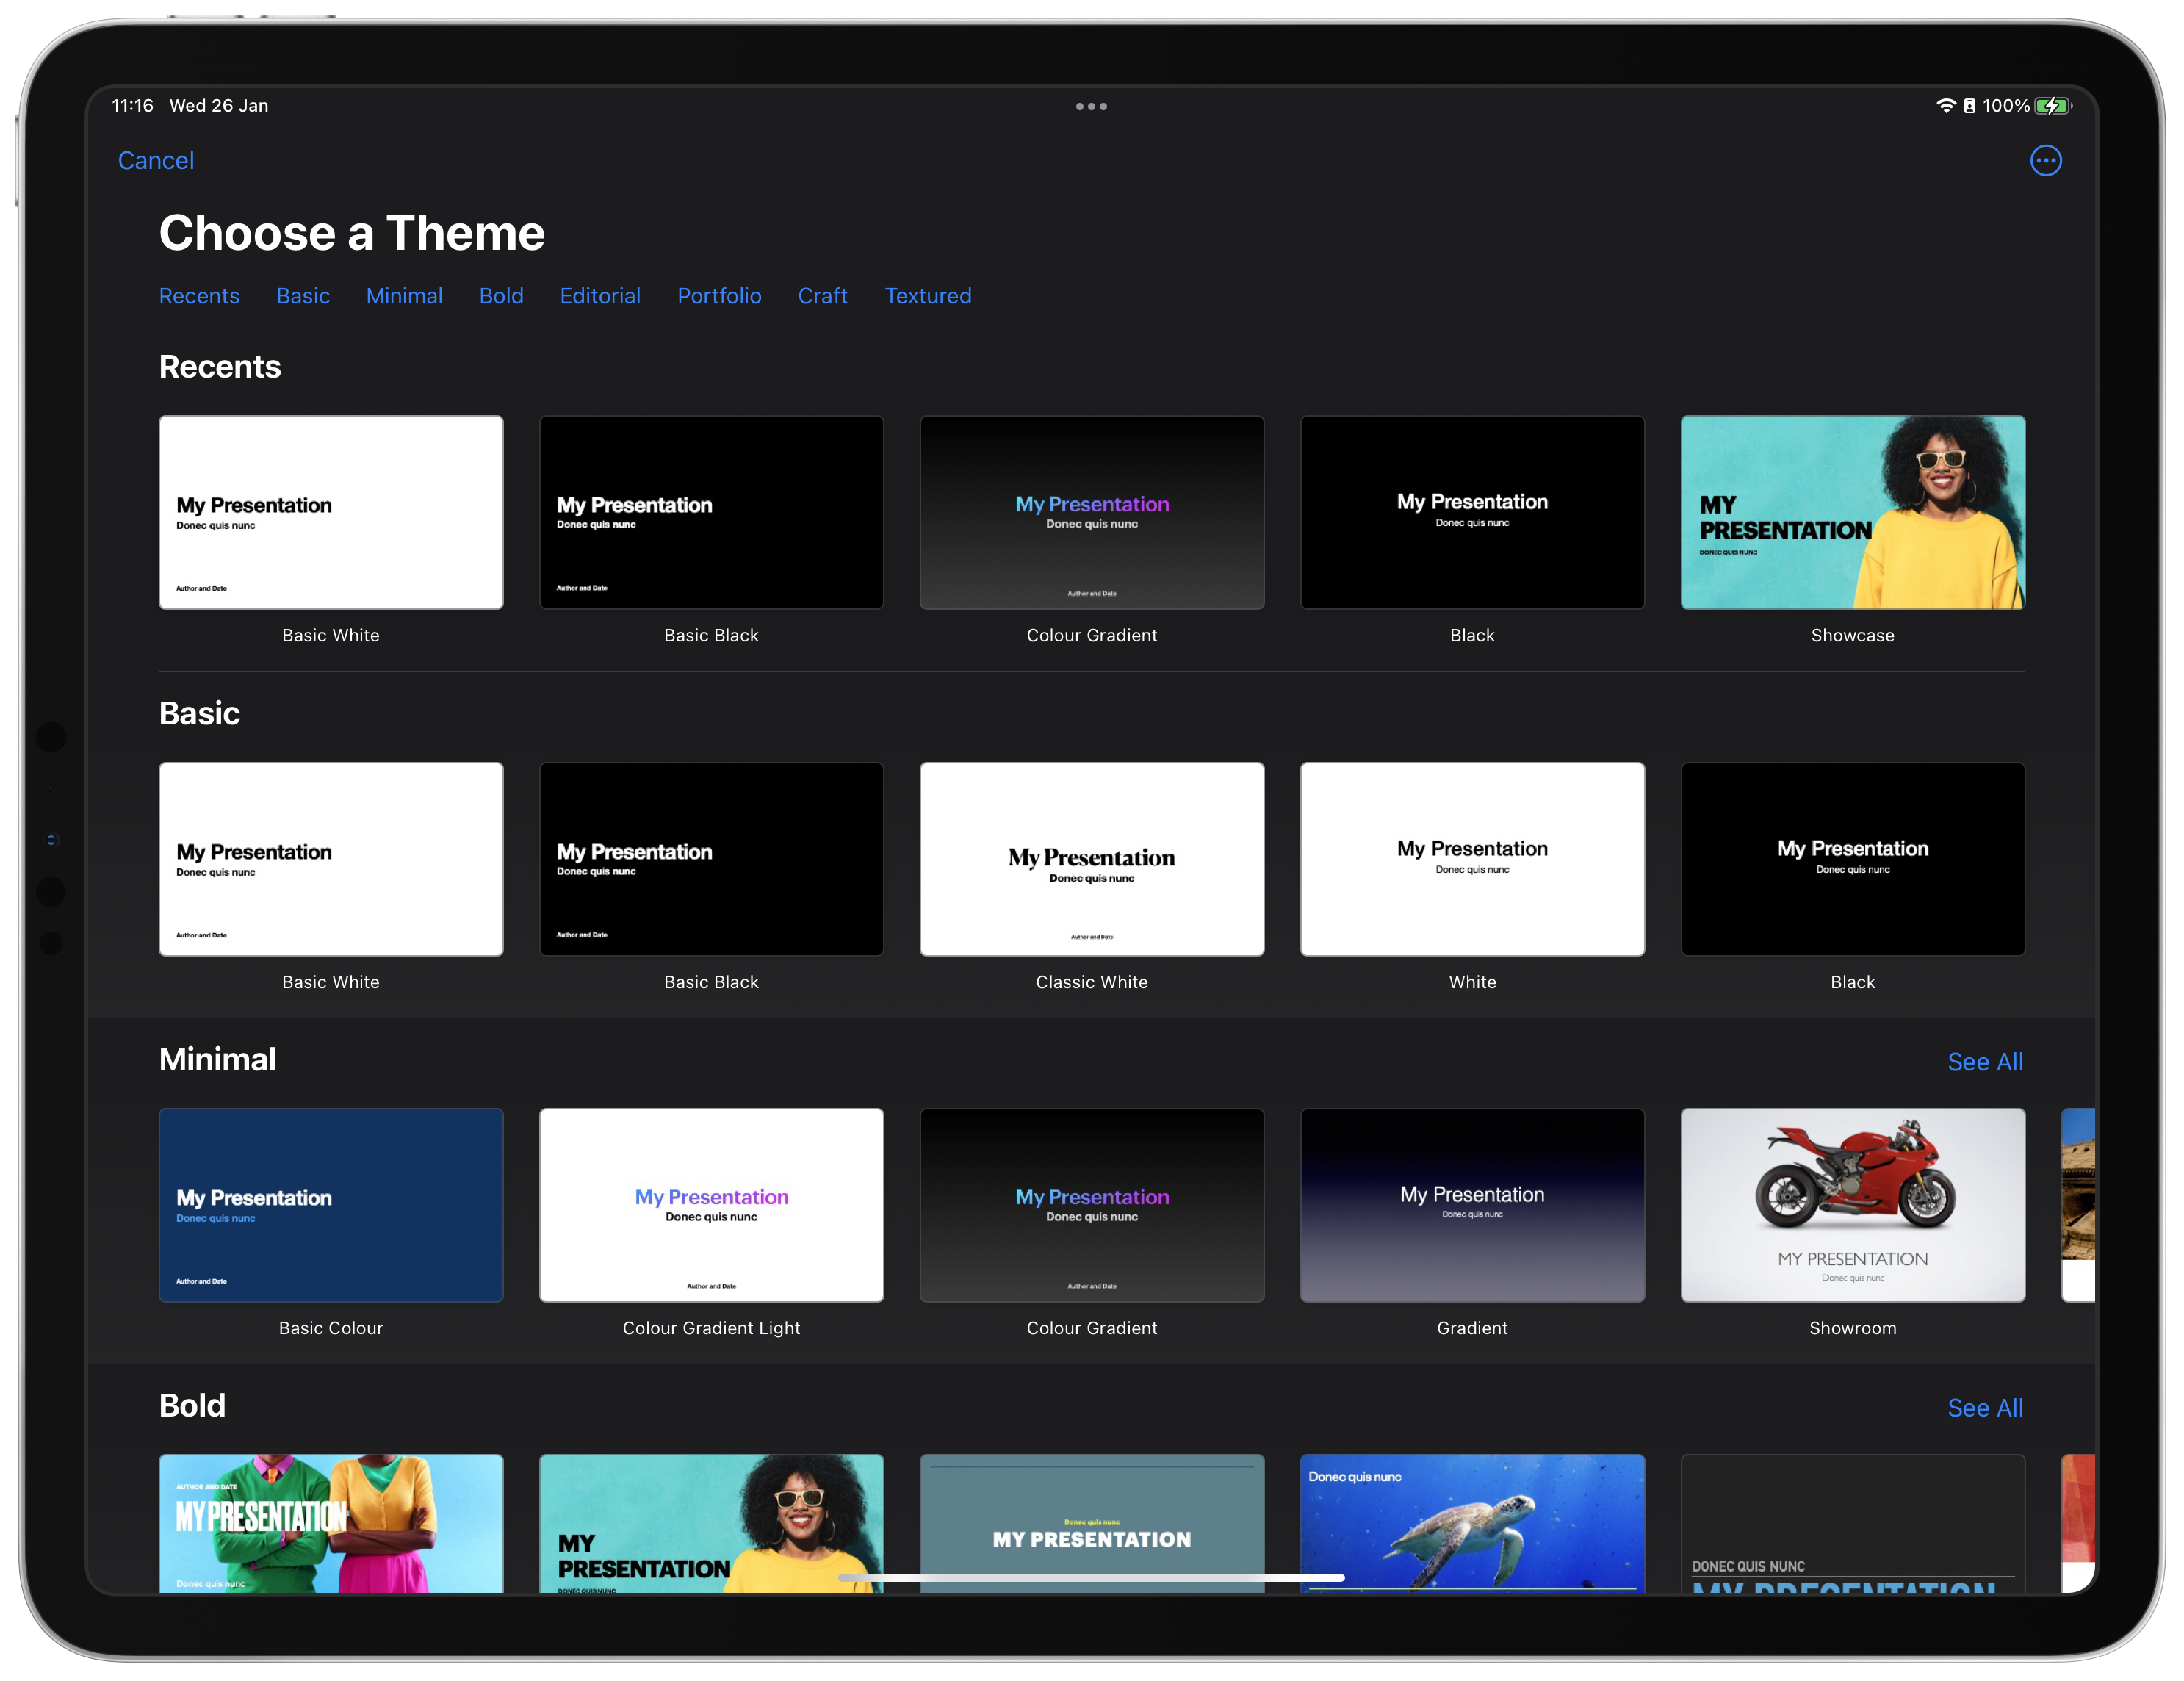 11:16 Wed 26 Jan
100%
Cancel
Choose a Theme
Recents Basic Minimal Bold Editorial Portfolio Craft Textured
Recents
My Presentation
Donec quis nunc
Author and Date
Basic White
My Presentation
Donec quis nunc
Author and Date
Basic Black
My Presentation
Donec quis nunc
Author and Date
Colour Gradient
My Presentation
Donec quis nunc
Black
MY
PRESENTATION
DONEC QUIS NUNC
Showcase
Basic
My Presentation
Donec quis nunc
Author and Date
Basic White
My Presentation
Donec quis nunc
Author and Date
Basic Black
My Presentation
Donec quis nunc
Author and Date
Classic White
My Presentation
Donec quis nunc
White
My Presentation
Donec quis nunc
Black
Minimal
See All
My Presentation
Donec quis nunc
Author and Date
Basic Colour
My Presentation
Donec quis nunc
Author and Date
Colour Gradient Light
My Presentation
Donec quis nunc
Author and Date
Colour Gradient
My Presentation
Donec quis nunc
Gradient
MY PRESENTATION
Donec quis nunc
Showroom
Bold
See All
AUTHOR AND DATE
MY PRESENTATION
Donec quis nunc
MY
PRESENTATION
DONEC QUIS NUNC
Donec quis nunc
MY PRESENTATION
Donec quis nunc
DONEC QUIS NUNC
MY PRESENTATION